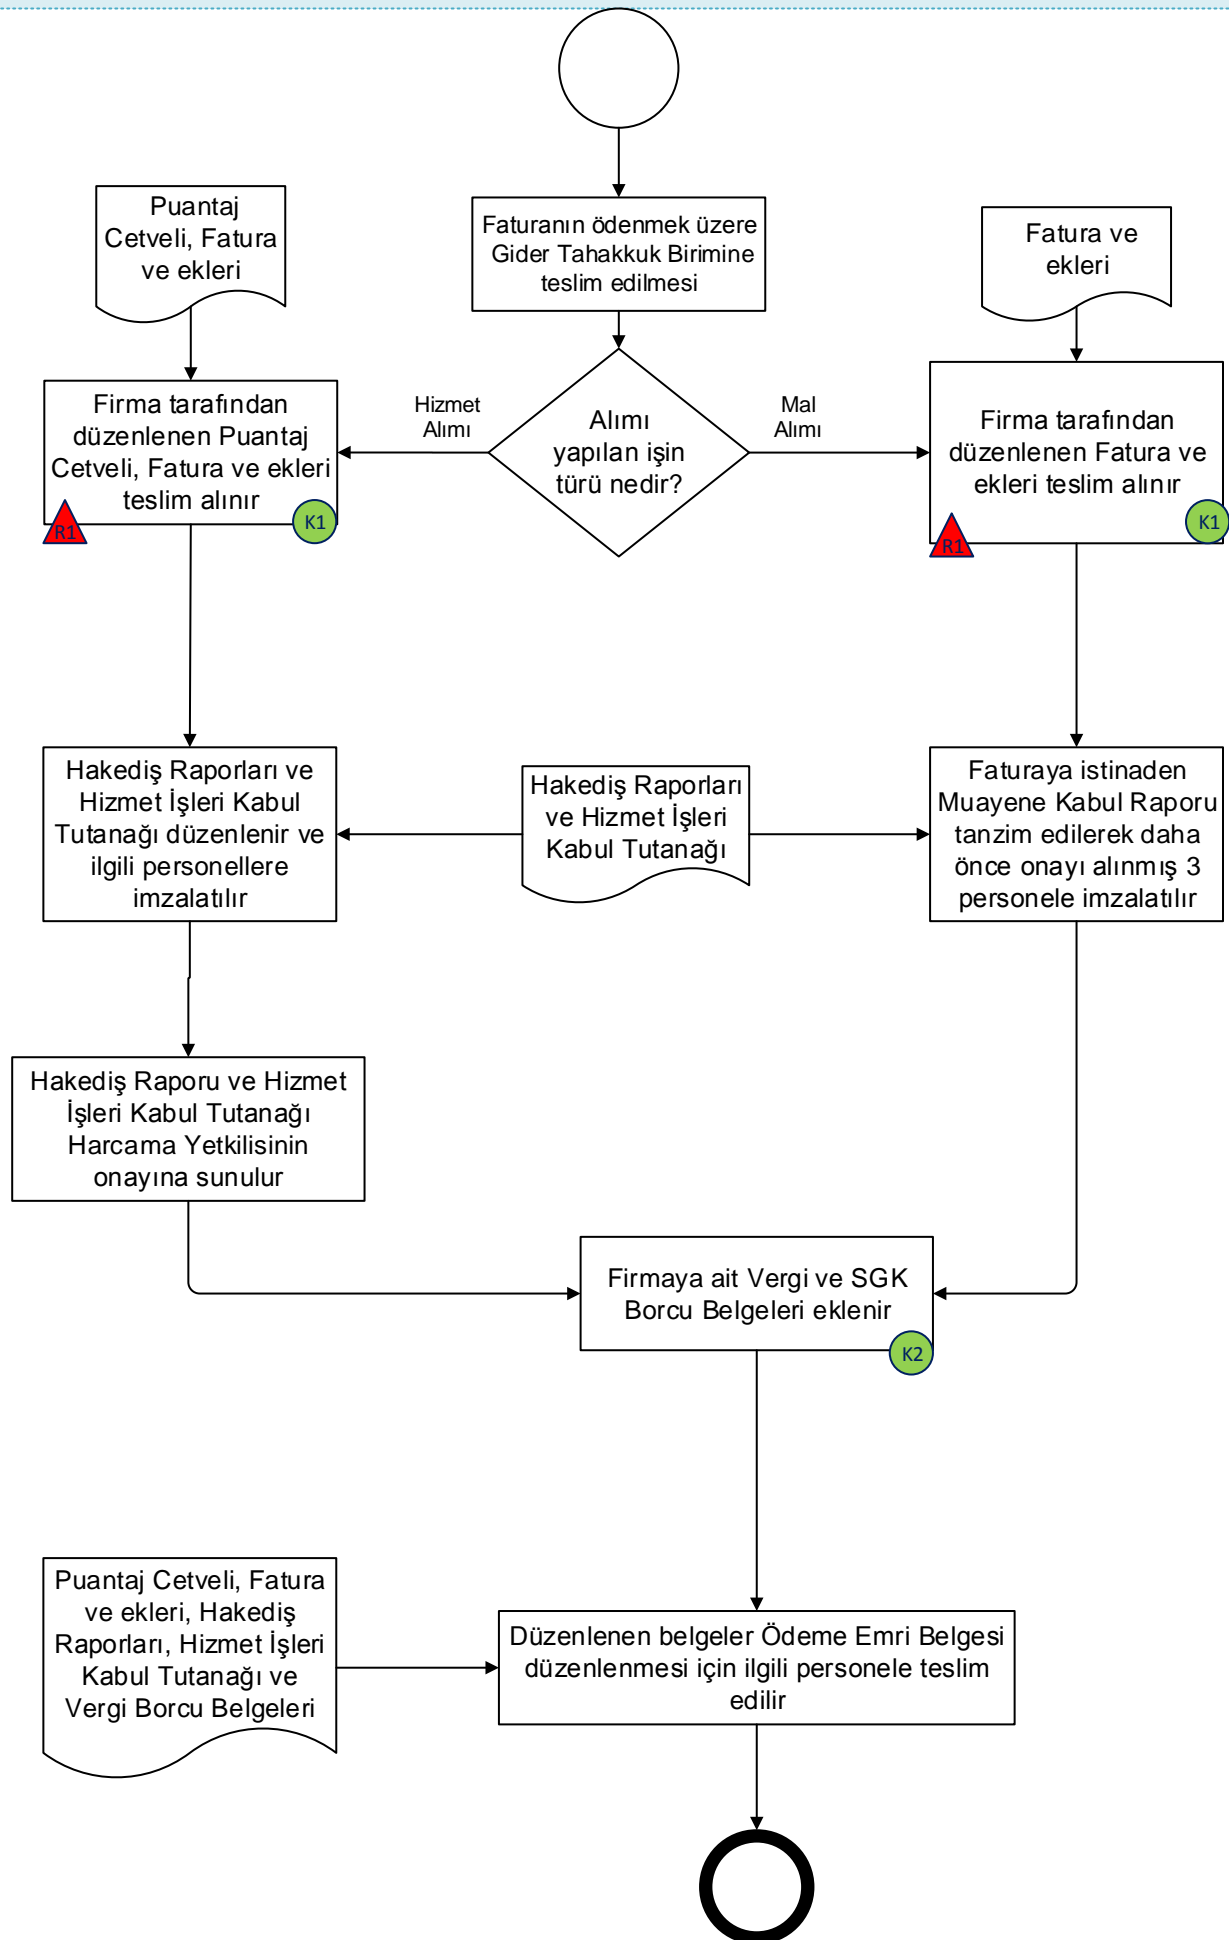 Faturanın ödenmek üzere
Gider Tahakkuk Birimine
teslim edilmesi
Puantaj
Cetveli, Fatura
ve ekleri
Fatura ve
ekleri
Hizmet
Alımı
Alımı
yapılan işin
türü nedir?
Mal
Alımı
Firma tarafından
düzenlenen Puantaj
Cetveli, Fatura ve ekleri
teslim alınır
R1
K1
Firma tarafından
düzenlenen Fatura ve
ekleri teslim alınır
R1
K1
Hakediş Raporları ve
Hizmet İşleri Kabul
Tutanağı düzenlenir ve
ilgili personellere
imzalatılır
Hakediş Raporları
ve Hizmet İşleri
Kabul Tutanağı
Faturaya istinaden
Muayene Kabul Raporu
tanzim edilerek daha
önce onayı alınmış 3
personele imzalatılır
Hakediş Raporu ve Hizmet
İşleri Kabul Tutanağı
Harcama Yetkilisinin
onayına sunulur
Firmaya ait Vergi ve SGK
Borcu Belgeleri eklenir
K2
Puantaj Cetveli, Fatura
ve ekleri, Hakediş
Raporları, Hizmet İşleri
Kabul Tutanağı ve
Vergi Borcu Belgeleri
Düzenlenen belgeler Ödeme Emri Belgesi
düzenlenmesi için ilgili personele teslim
edilir